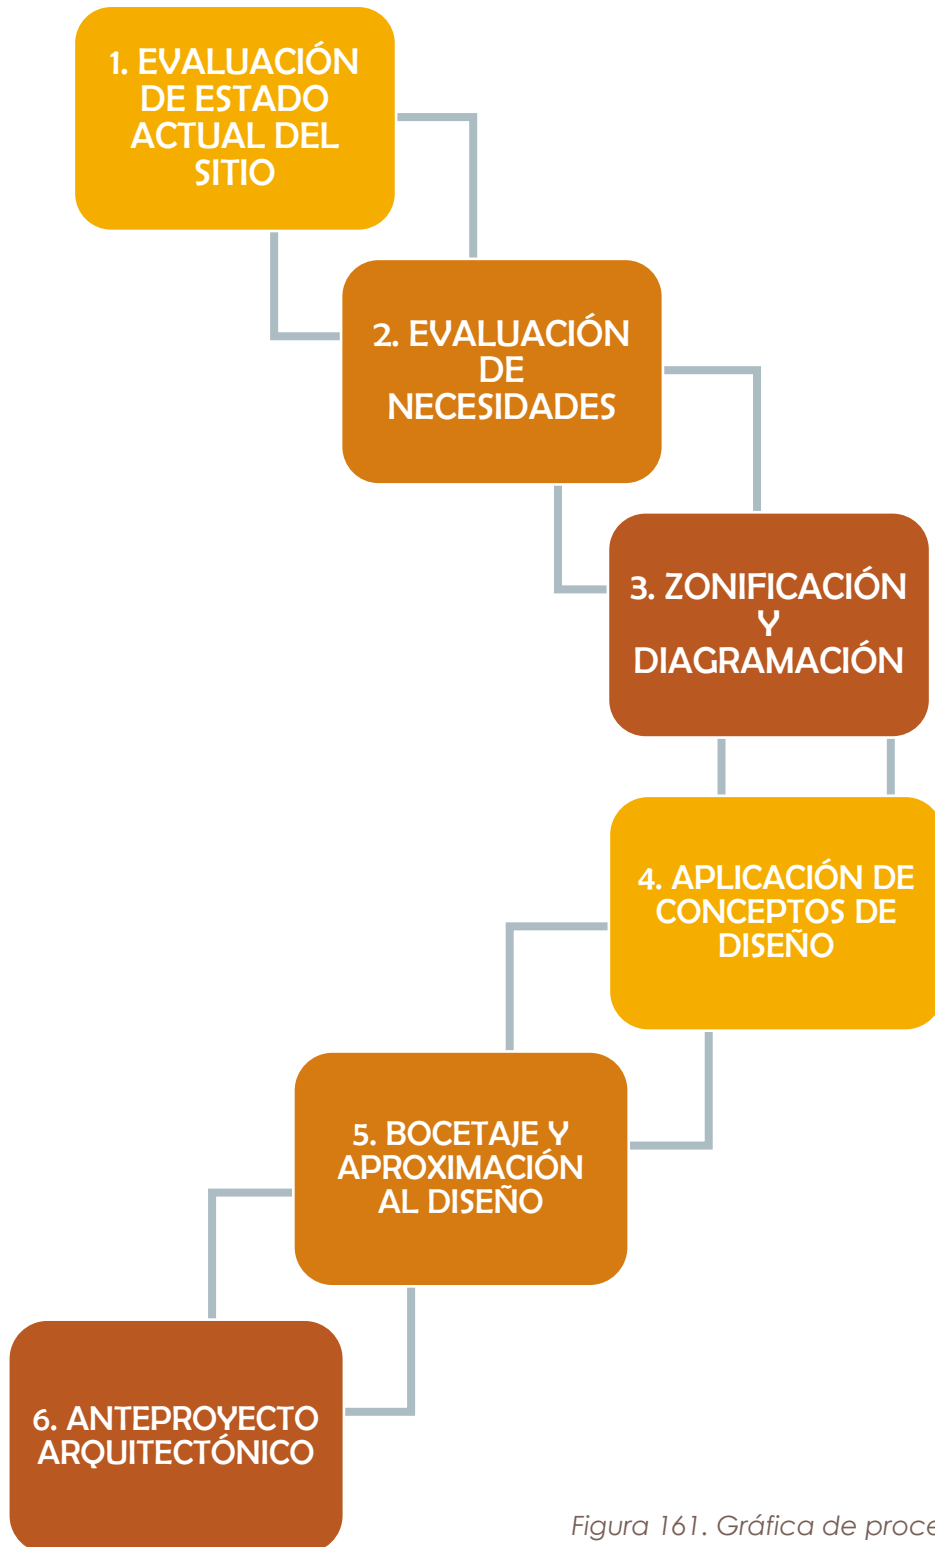 1. EVALUACIÓN
DE ESTADO
ACTUAL DEL
SITIO
2. EVALUACIÓN
DE
NECESIDADES
3. ZONIFICACIÓN
Y
DIAGRAMACIÓN
4. APLICACIÓN DE
CONCEPTOS DE
DISEÑO
5. BOCETAJE Y
APROXIMACIÓN
AL DISEÑO
6. ANTEPROYECTO
ARQUITECTÓNICO
Figura 161. Gráfica de proce